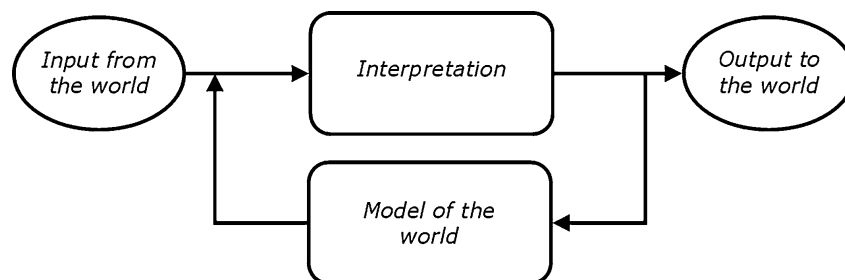 Input from
the world
Interpretation
Output to
the world
Model of the
world